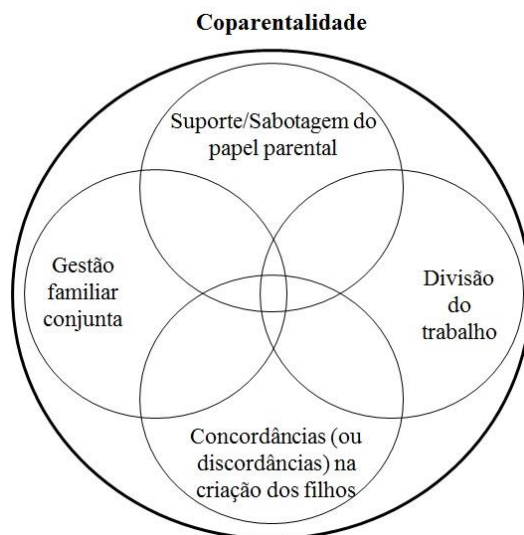 Coparentalidade
Suporte/Sabotagem do
papel parental
Gestão
familiar
conjunta
Divisão
do
trabalho
Concordâncias (ou
discordâncias) na
criação dos filhos